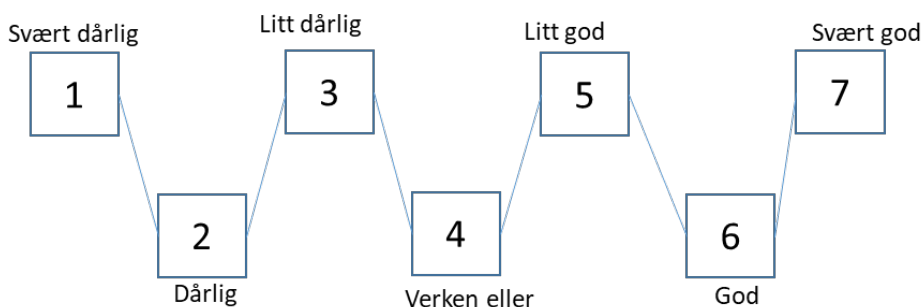 Svært dårlig
Litt dårlig
Litt god
Svært god
1
3
5
7
2
4
6
Dårlig
Verken eller
God